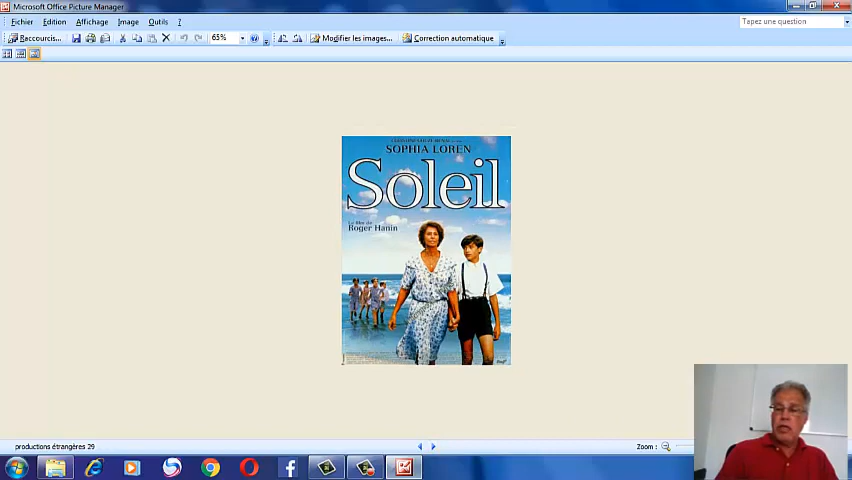 Microsoft Office Picture Manager
Fichier Edition Affichage Image Outils ?
Tapez une question
Raccourcis... 65% Modifier les images... Correction automatique
SOPHIA LOREN
Soleil
Un film de
Roger Hanin
productions étrangères 29
Zoom :